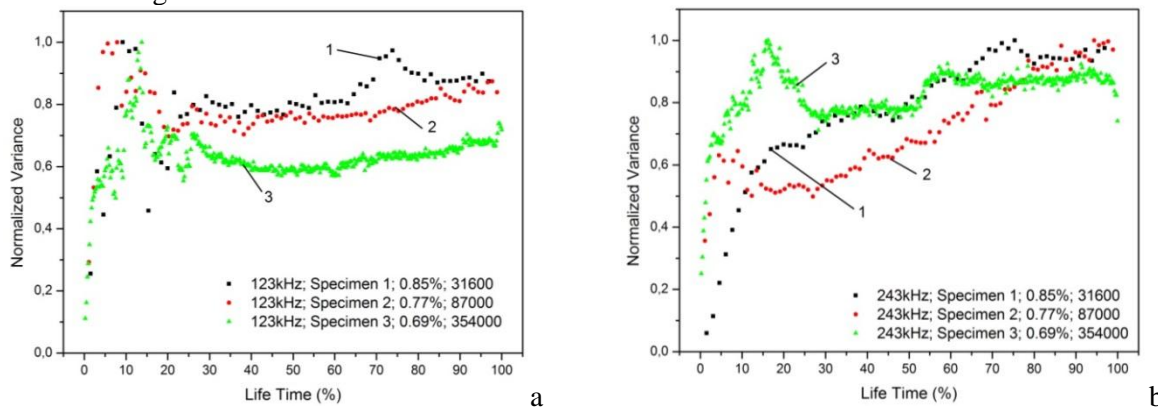 Normalized Variance
1,0
0,8
0,6
0,4
0,2
0,0
1
2
3
123kHz; Specimen 1; 0.85%; 31600
123kHz; Specimen 2; 0.77%; 87000
123kHz; Specimen 3; 0.69%; 354000
0 10 20 30 40 50 60 70 80 90 100
Life Time (%)
a
Normalized Variance
1,0
0,8
0,6
0,4
0,2
0,0
3
2
1
243kHz; Specimen 1; 0.85%; 31600
243kHz; Specimen 2; 0.77%; 87000
243kHz; Specimen 3; 0.69%; 354000
0 10 20 30 40 50 60 70 80 90 100
Life Time (%)
b